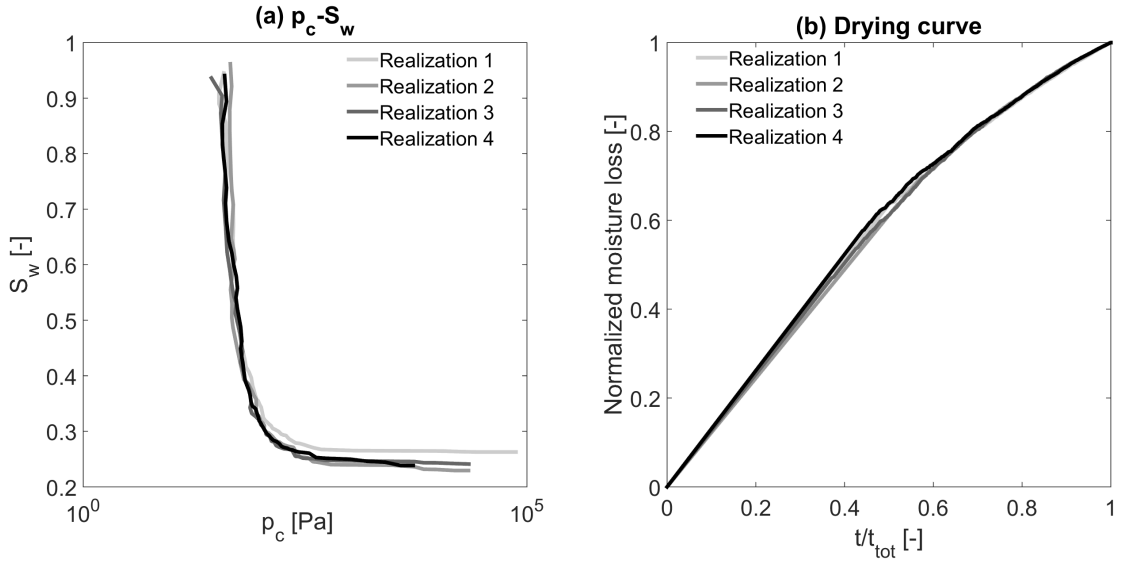 (a) p_c-S_w
1
0.9
0.8
0.7
0.6
0.5
0.4
0.3
0.2
S_w [-]
10^0
10^5
p_c [Pa]
Realization 1
Realization 2
Realization 3
Realization 4
(b) Drying curve
1
0.8
0.6
0.4
0.2
0
Normalized moisture loss [-]
0 0.2 0.4 0.6 0.8 1
t/t_tot [-]
Realization 1
Realization 2
Realization 3
Realization 4